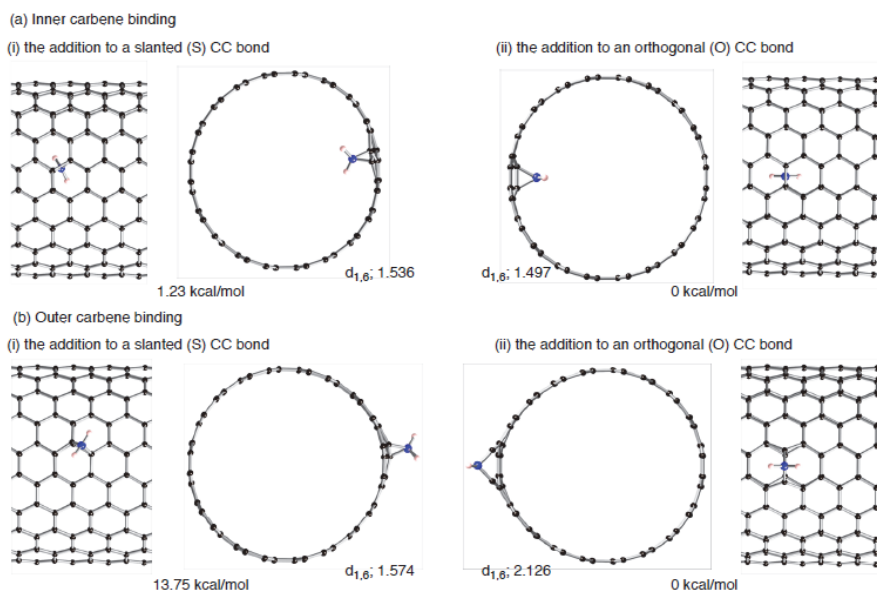 (a) Inner carbene binding
(i) the addition to a slanted (S) CC bond
(ii) the addition to an orthogonal (O) CC bond
d1,6; 1.536
1.23 kcal/mol
d1,6; 1.497
0 kcal/mol
(b) Outer carbene binding
(i) the addition to a slanted (S) CC bond
(ii) the addition to an orthogonal (O) CC bond
d1,6; 1.574
13.75 kcal/mol
d1,6; 2.126
0 kcal/mol